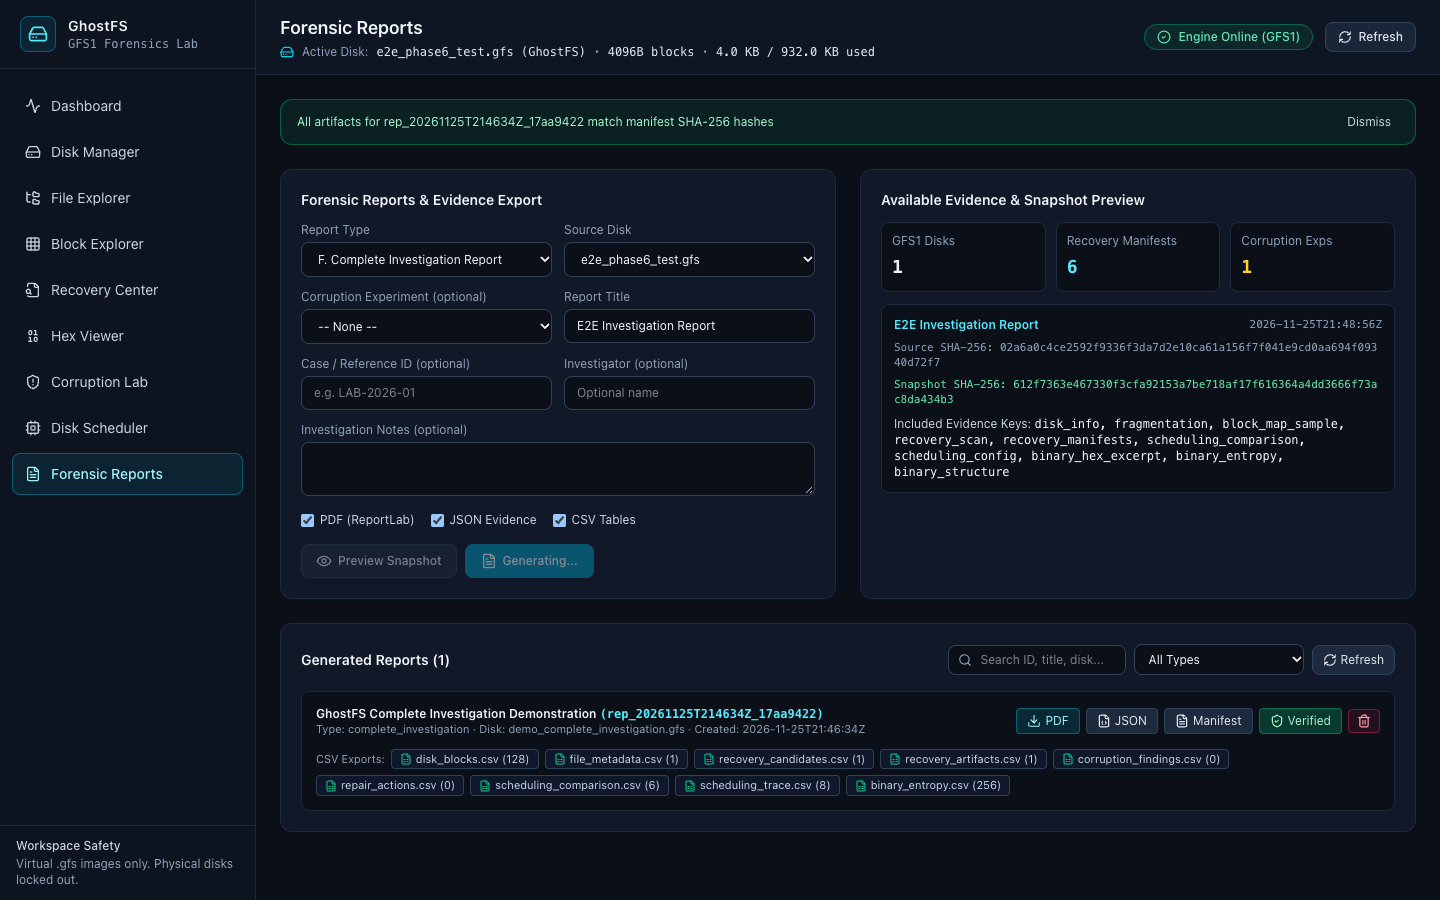 GhostFS
GFS1 Forensics Lab
Dashboard
Disk Manager
File Explorer
Block Explorer
Recovery Center
Hex Viewer
Corruption Lab
Disk Scheduler
Forensic Reports
Workspace Safety
Virtual .gfs images only. Physical disks
locked out.
Forensic Reports
Active Disk: e2e_phase6_test.gfs (GhostFS) · 4096B blocks · 4.0 KB / 932.0 KB used
Engine Online (GFS1)
Refresh
All artifacts for rep_20261125T214634Z_17aa9422 match manifest SHA-256 hashes
Dismiss
Forensic Reports & Evidence Export
Report Type
Source Disk
F. Complete Investigation Report
e2e_phase6_test.gfs
Corruption Experiment (optional)
Report Title
-- None --
E2E Investigation Report
Case / Reference ID (optional)
Investigator (optional)
e.g. LAB-2026-01
Optional name
Investigation Notes (optional)
PDF (ReportLab)
JSON Evidence
CSV Tables
Preview Snapshot
Generating...
Available Evidence & Snapshot Preview
GFS1 Disks
1
Recovery Manifests
6
Corruption Exps
1
E2E Investigation Report
2026-11-25T21:48:56Z
Source SHA-256: 02a6a0c4ce2592f9336f3da7d2e10ca61a156f7f041e9cd0aa694f093
40d72f7
Snapshot SHA-256: 612f7363e467330f3cfa92153a7be718af17f616364a4dd3666f73a
c8da434b3
Included Evidence Keys: disk_info, fragmentation, block_map_sample,
recovery_scan, recovery_manifests, scheduling_comparison,
scheduling_config, binary_hex_excerpt, binary_entropy,
binary_structure
Generated Reports (1)
Search ID, title, disk...
All Types
Refresh
GhostFS Complete Investigation Demonstration (rep_20261125T214634Z_17aa9422)
Type: complete_investigation · Disk: demo_complete_investigation.gfs · Created: 2026-11-25T21:46:34Z
PDF
JSON
Manifest
Verified
CSV Exports: disk_blocks.csv (128) file_metadata.csv (1) recovery_candidates.csv (1) recovery_artifacts.csv (1) corruption_findings.csv (0)
repair_actions.csv (0) scheduling_comparison.csv (6) scheduling_trace.csv (8) binary_entropy.csv (256)